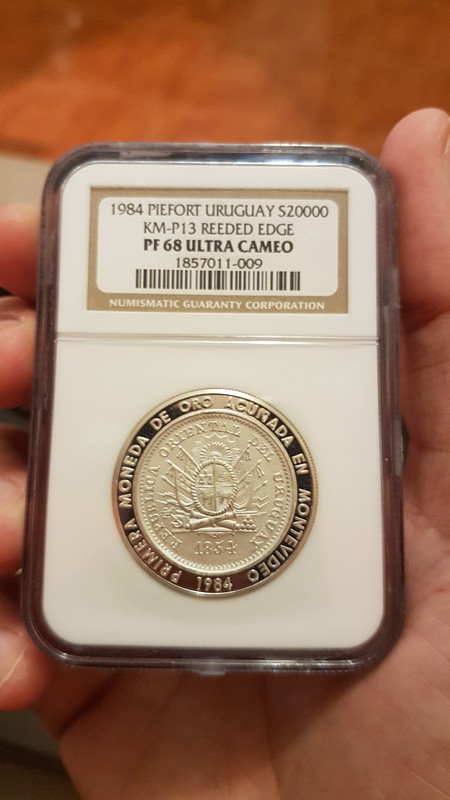 1984 PIEFORT URUGUAY S20000
KM-P13 REEDED EDGE
PF 68 ULTRA CAMEO
1857011-009
NUMISMATIC GUARANTY CORPORATION
PRIMERA MONEDA DE ORO ACUÑADA EN MONTEVIDEO
1984
REPUBLICA ORIENTAL DEL URUGUAY
1854